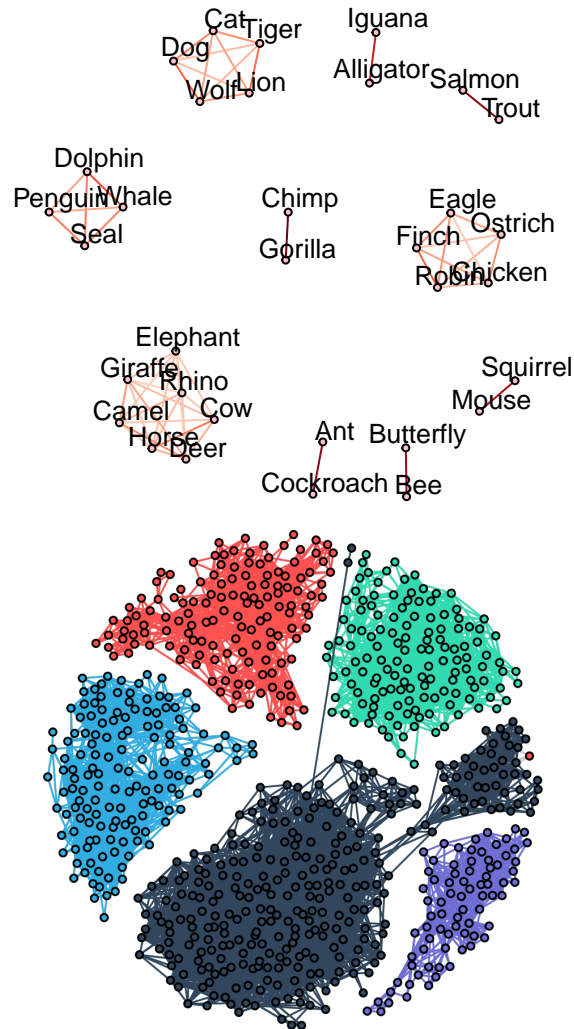 Cat
Tiger
Dog
Wolf
Lion
Iguana
Alligator
Salmon
Trout
Dolphin
Penguin
Whale
Seal
Chimp
Gorilla
Eagle
Ostrich
Finch
Robin
Chicken
Elephant
Giraffe
Rhino
Camel
Cow
Horse
Deer
Squirrel
Mouse
Ant
Cockroach
Butterfly
Bee